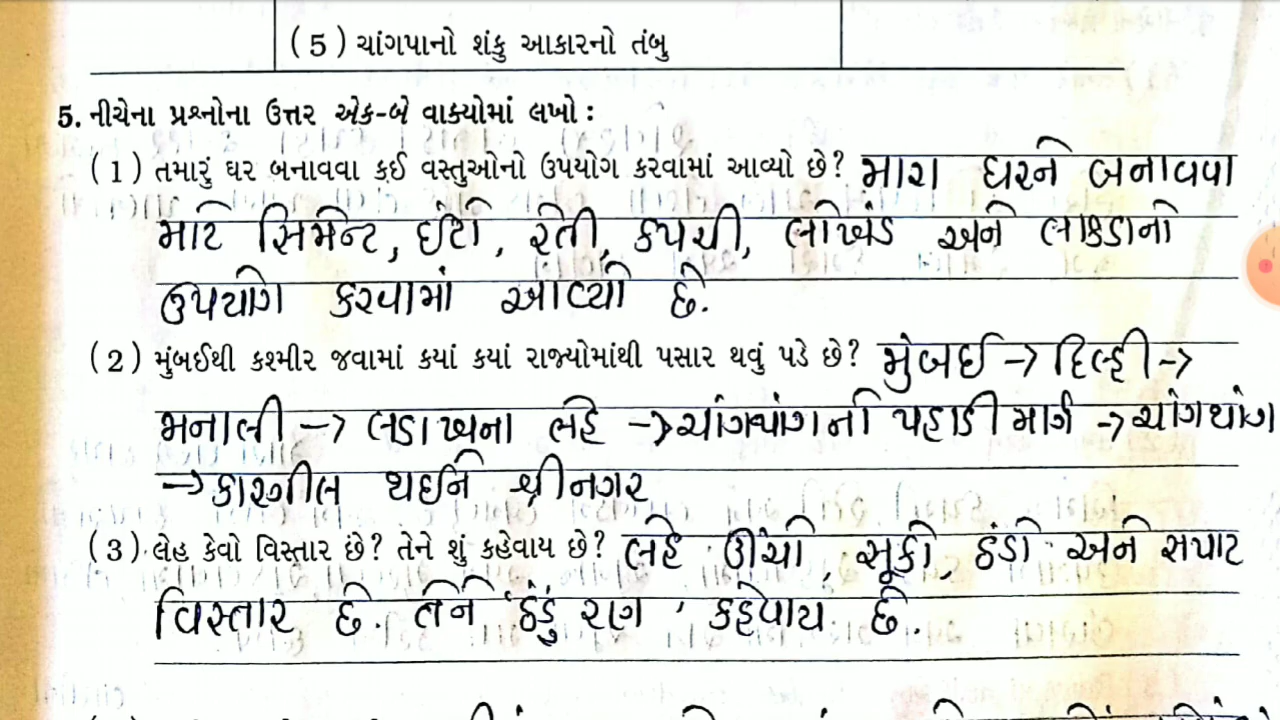 (5) ચાંગપાનો શંકુ આકારનો તંબુ
5. નીચેના પ્રશ્નોના ઉત્તર એક-બે વાક્યોમાં લખો :
(1) તમારું ઘર બનાવવા કઈ વસ્તુઓનો ઉપયોગ કરવામાં આવ્યો છે? મારા ઘરને બનાવવા
માટે સિમેન્ટ, ઈંટો, રેતી, કપચી, લોખંડ અને લાકડાનો
ઉપયોગ કરવામાં આવ્યો છે.
(2) મુંબઈથી કશ્મીર જવામાં કયાં કયાં રાજ્યોમાંથી પસાર થવું પડે છે? મુંબઈ → દિલ્હી →
મનાલી → લડાખના લેહ → ચાંગથાંગની પહાડી માર્ગ → ચાંગથાંગ
→ કારગીલ થઈને શ્રીનગર
(3) લેહ કેવો વિસ્તાર છે? તેને શું કહેવાય છે? લેહ ઊંચો, સૂકો, ઠંડો અને સપાટ
વિસ્તાર છે. તેને 'ઠંડું રણ' કહેવાય છે.